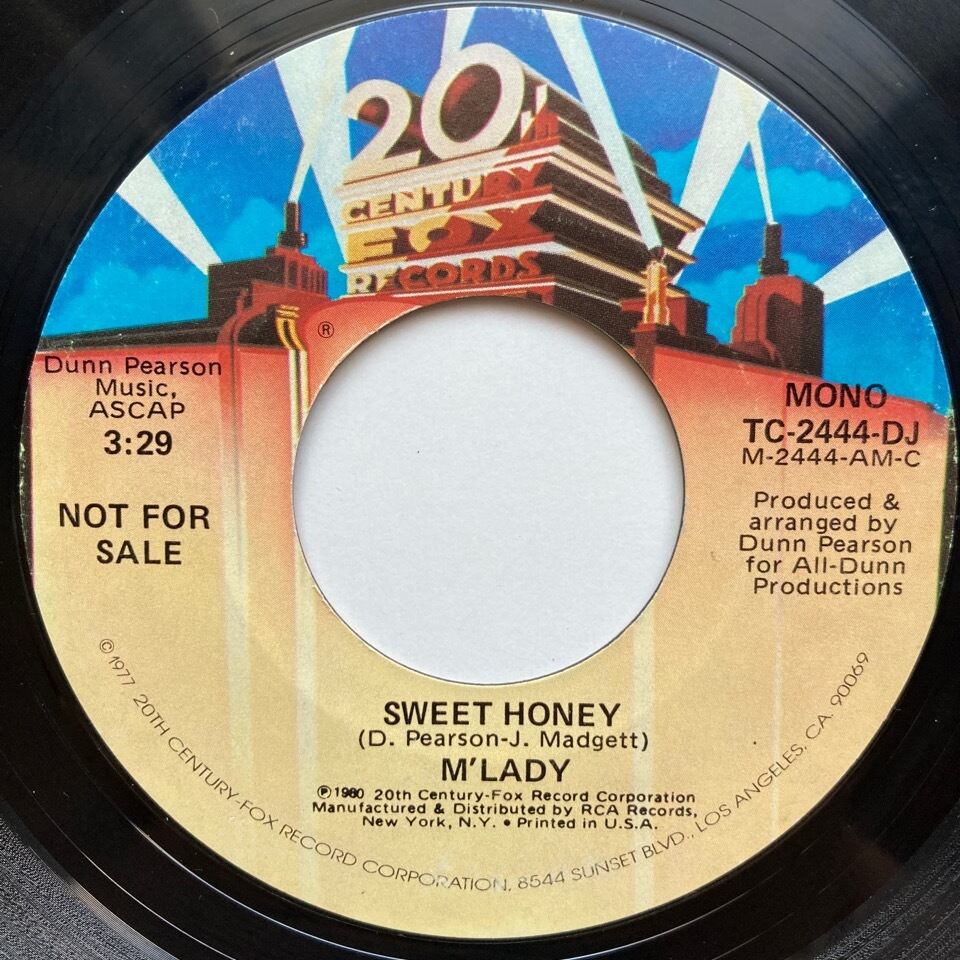 20th
CENTURY
FOX
RECORDS
®
Dunn Pearson
Music,
ASCAP
3:29
NOT FOR
SALE
MONO
TC-2444-DJ
M-2444-AM-C
Produced &
arranged by
Dunn Pearson
for All-Dunn
Productions
SWEET HONEY
(D. Pearson-J. Madgett)
M'LADY
℗1980 20th Century-Fox Record Corporation
Manufactured & Distributed by RCA Records,
New York, N.Y. • Printed in U.S.A.
©1977 20TH CENTURY-FOX RECORD CORPORATION, 8544 SUNSET BLVD., LOS ANGELES, CA. 90069